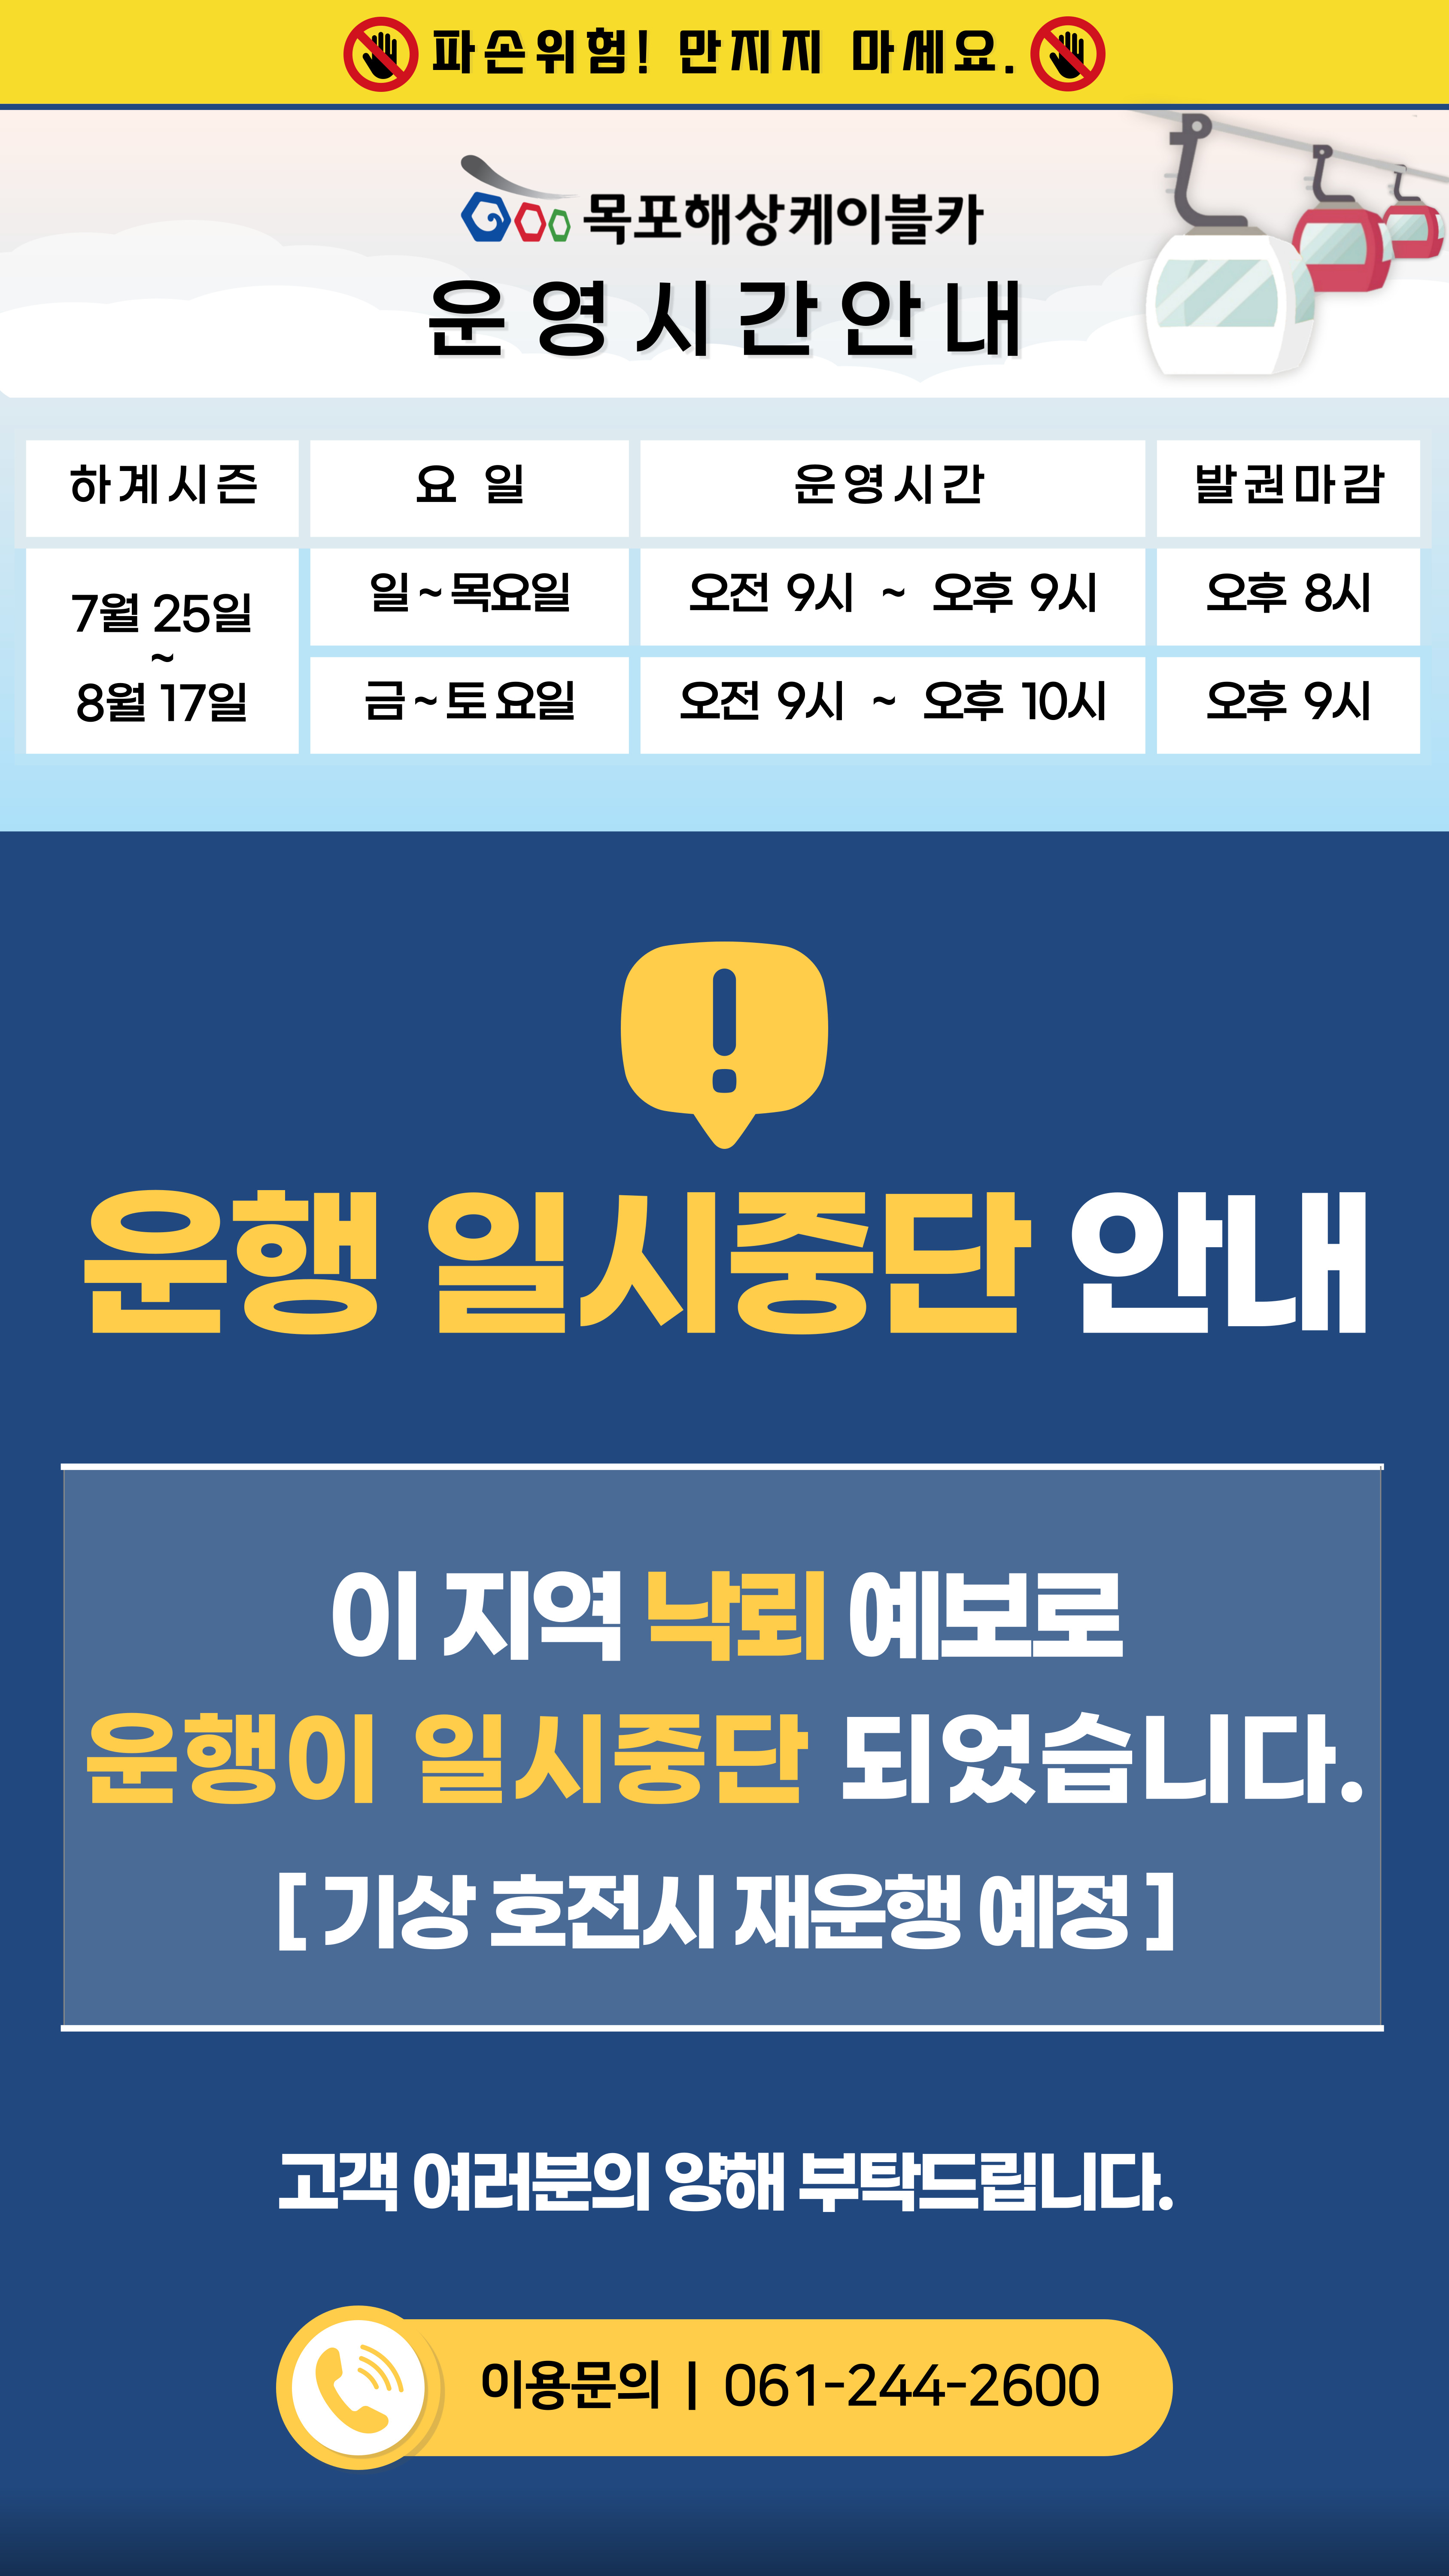 파손위험! 만지지 마세요.
목포해상케이블카
운영시간안내
하계시즌 요 일 운영시간 발권마감
7월 25일 ~ 8월 17일
일~목요일 오전 9시 ~ 오후 9시 오후 8시
금~토요일 오전 9시 ~ 오후 10시 오후 9시
운행 일시중단 안내
이 지역 낙뢰 예보로
운행이 일시중단 되었습니다.
[ 기상 호전시 재운행 예정 ]
고객 여러분의 양해 부탁드립니다.
이용문의 | 061-244-2600